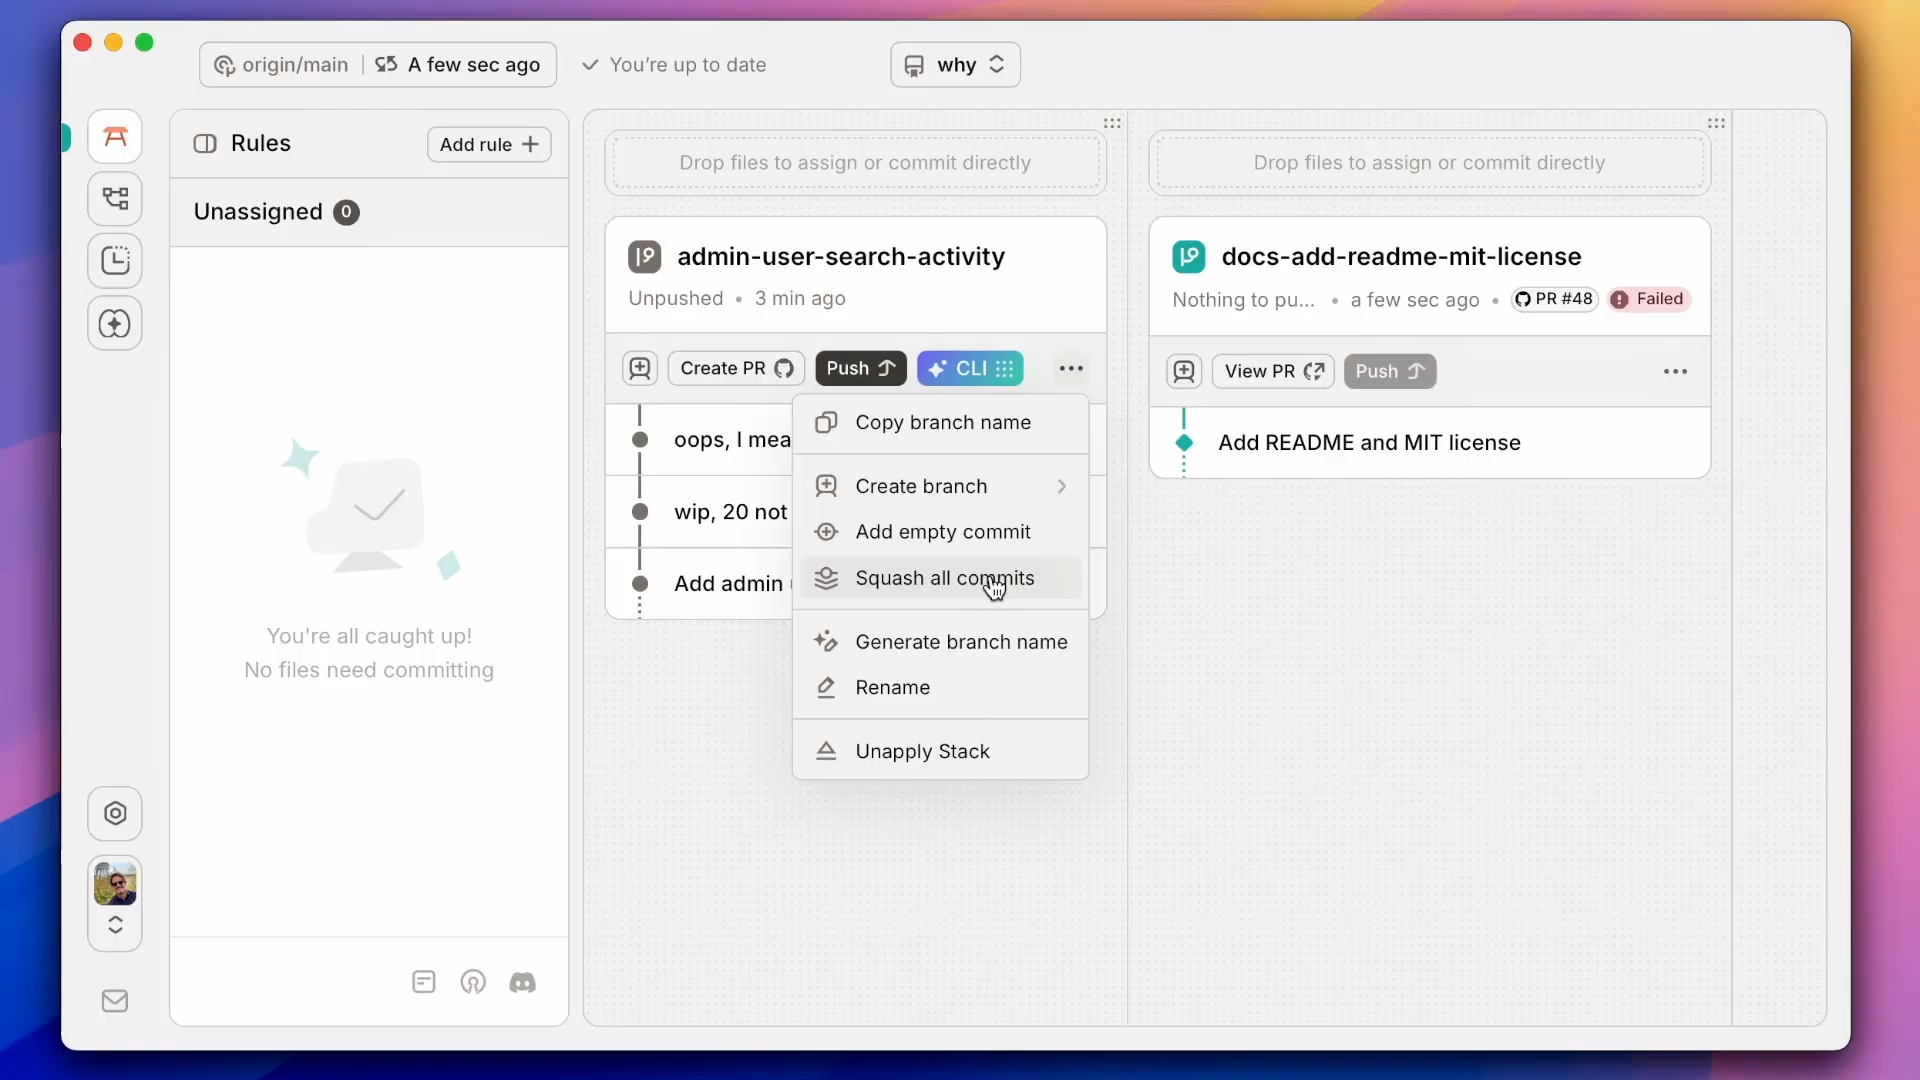 origin/main
A few sec ago
You're up to date
why
Rules
Add rule
Unassigned 0
You're all caught up!
No files need committing
Drop files to assign or commit directly
admin-user-search-activity
Unpushed • 3 min ago
Create PR
Push
CLI
oops, I mea
wip, 20 not
Add admin
Copy branch name
Create branch
Add empty commit
Squash all commits
Generate branch name
Rename
Unapply Stack
Drop files to assign or commit directly
docs-add-readme-mit-license
Nothing to pu... • a few sec ago • PR #48 Failed
View PR
Push
Add README and MIT license